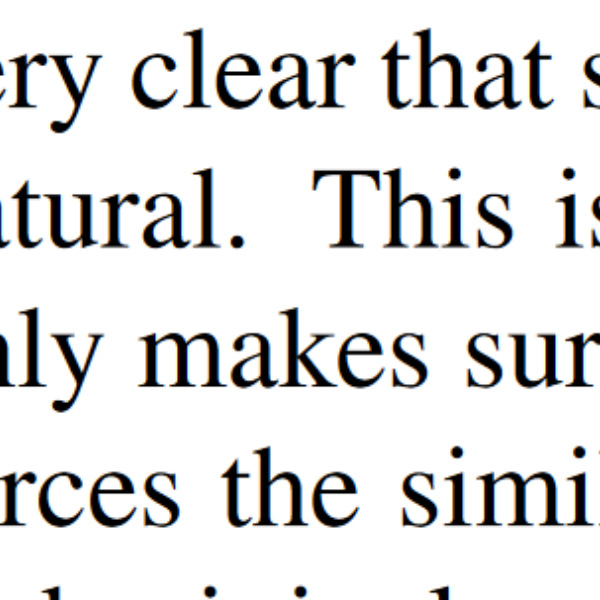 ery clear that s
atural. This is
nly makes sur
rces the simil